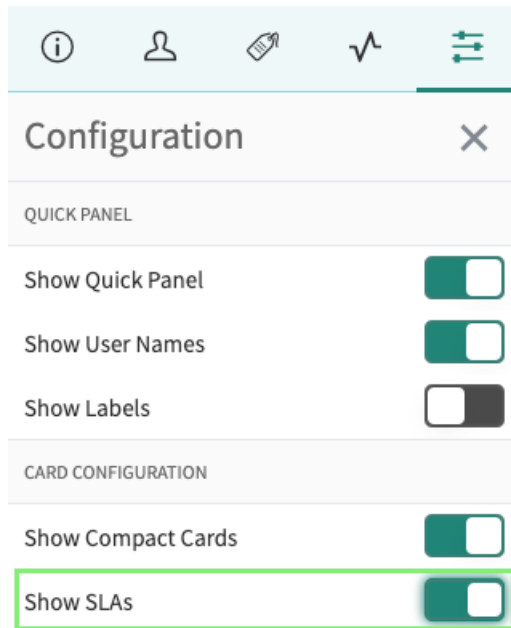 Configuration
QUICK PANEL
Show Quick Panel
Show User Names
Show Labels
CARD CONFIGURATION
Show Compact Cards
Show SLAs